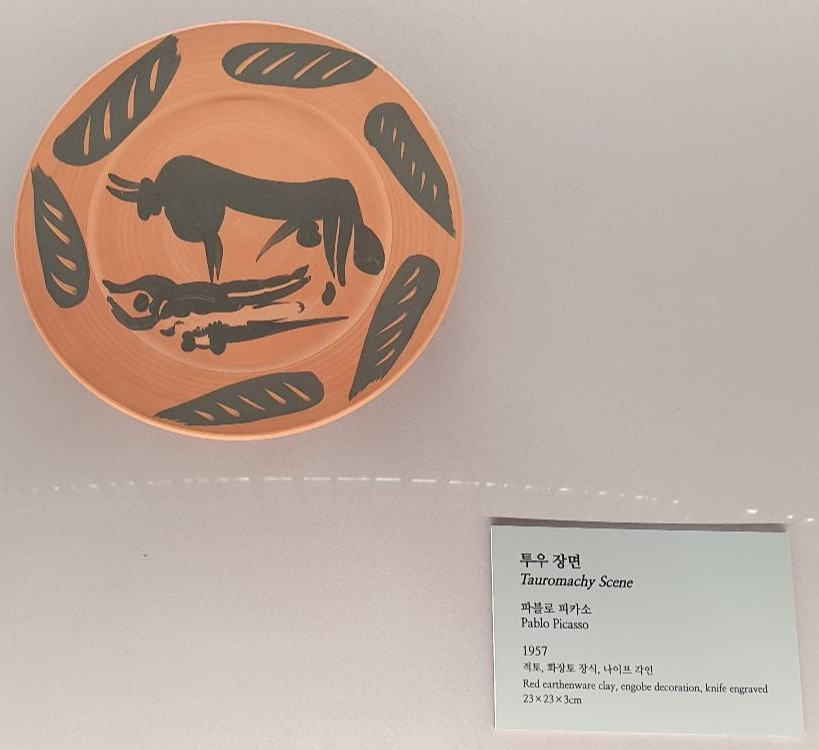 투우 장면
Tauromachy Scene
파블로 피카소
Pablo Picasso
1957
적토, 화장토 장식, 나이프 각인
Red earthenware clay, engobe decoration, knife engraved
23×23×3cm